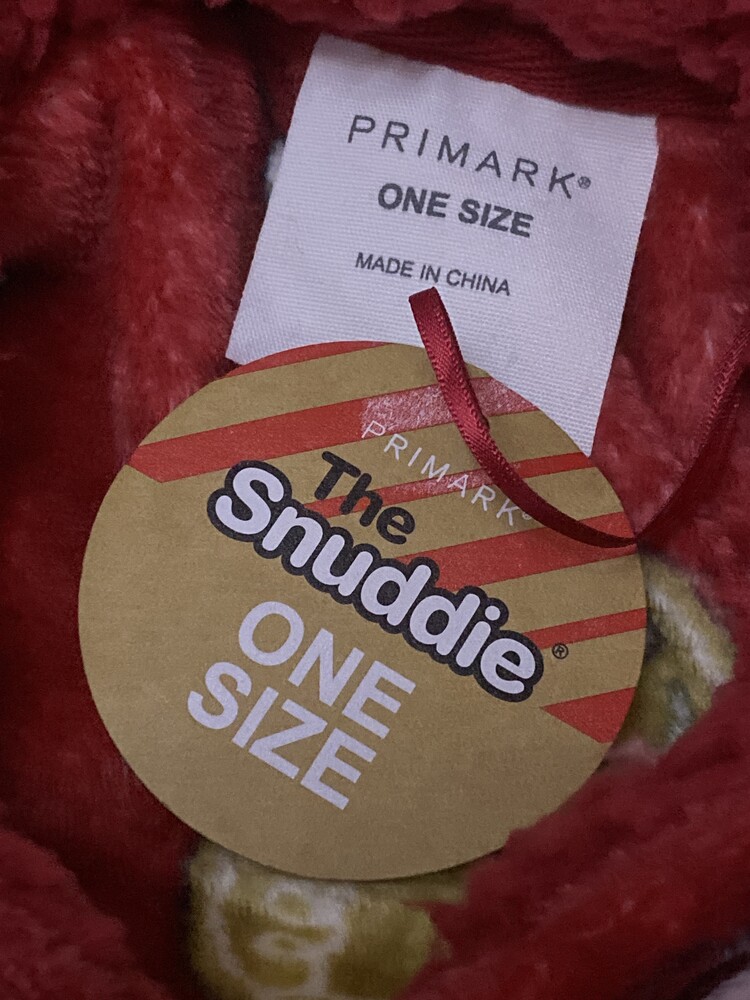 PRIMARK®
ONE SIZE
MADE IN CHINA
PRIMARK®
The
Snuddie®
ONE
SIZE